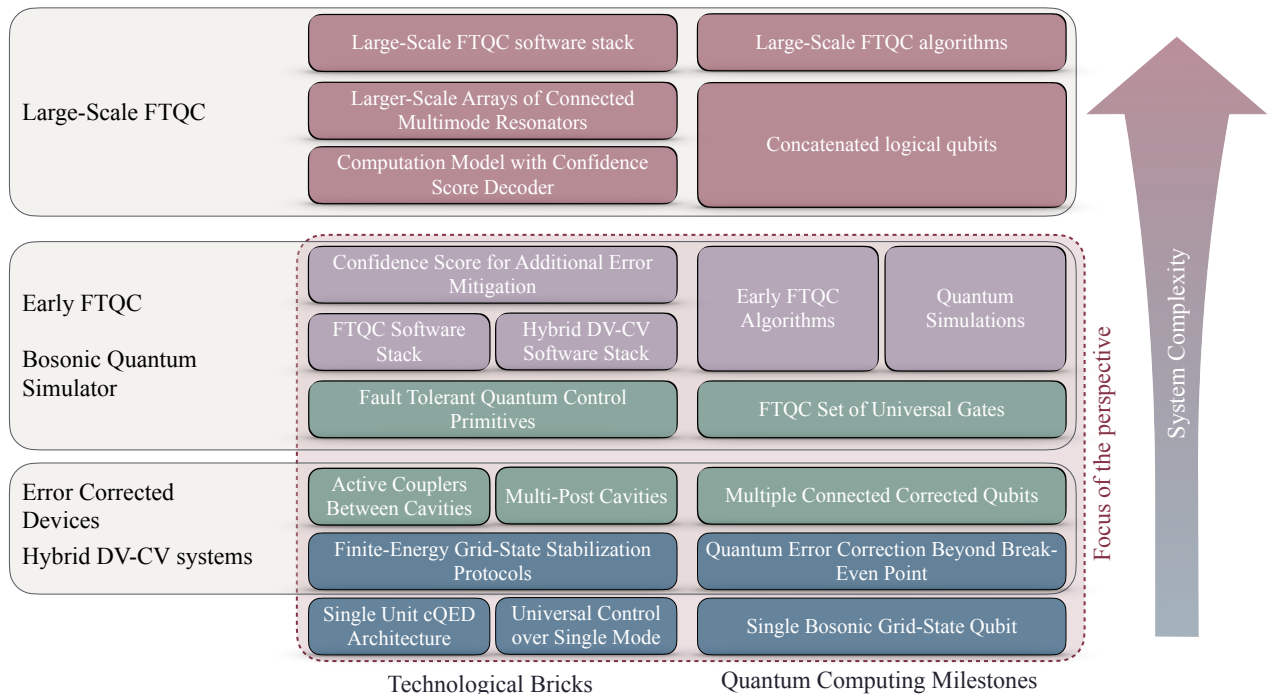 Large-Scale FTQC
Large-Scale FTQC software stack
Large-Scale FTQC algorithms
Larger-Scale Arrays of Connected
Multimode Resonators
Computation Model with Confidence
Score Decoder
Concatenated logical qubits
Early FTQC
Bosonic Quantum
Simulator
Confidence Score for Additional Error
Mitigation
FTQC Software
Stack
Hybrid DV-CV
Software Stack
Early FTQC
Algorithms
Quantum
Simulations
Fault Tolerant Quantum Control
Primitives
FTQC Set of Universal Gates
Error Corrected
Devices
Hybrid DV-CV systems
Active Couplers
Between Cavities
Multi-Post Cavities
Multiple Connected Corrected Qubits
Finite-Energy Grid-State Stabilization
Protocols
Quantum Error Correction Beyond Break-
Even Point
Single Unit cQED
Architecture
Universal Control
over Single Mode
Single Bosonic Grid-State Qubit
Technological Bricks
Quantum Computing Milestones
Focus of the perspective
System Complexity